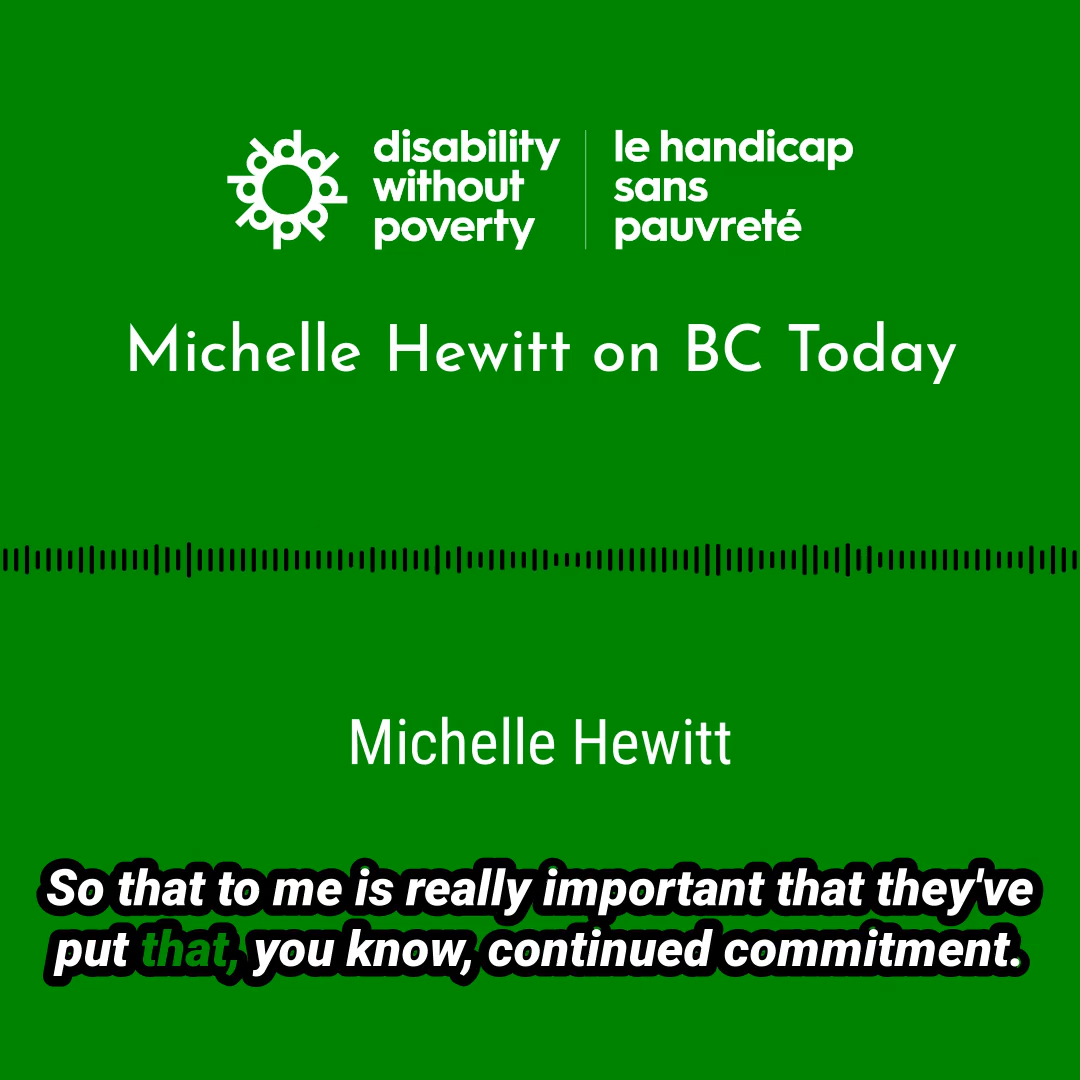 disability
without
poverty
le handicap
sans
pauvreté
Michelle Hewitt on BC Today
Michelle Hewitt
So that to me is really important that they've
put that, you know, continued commitment.